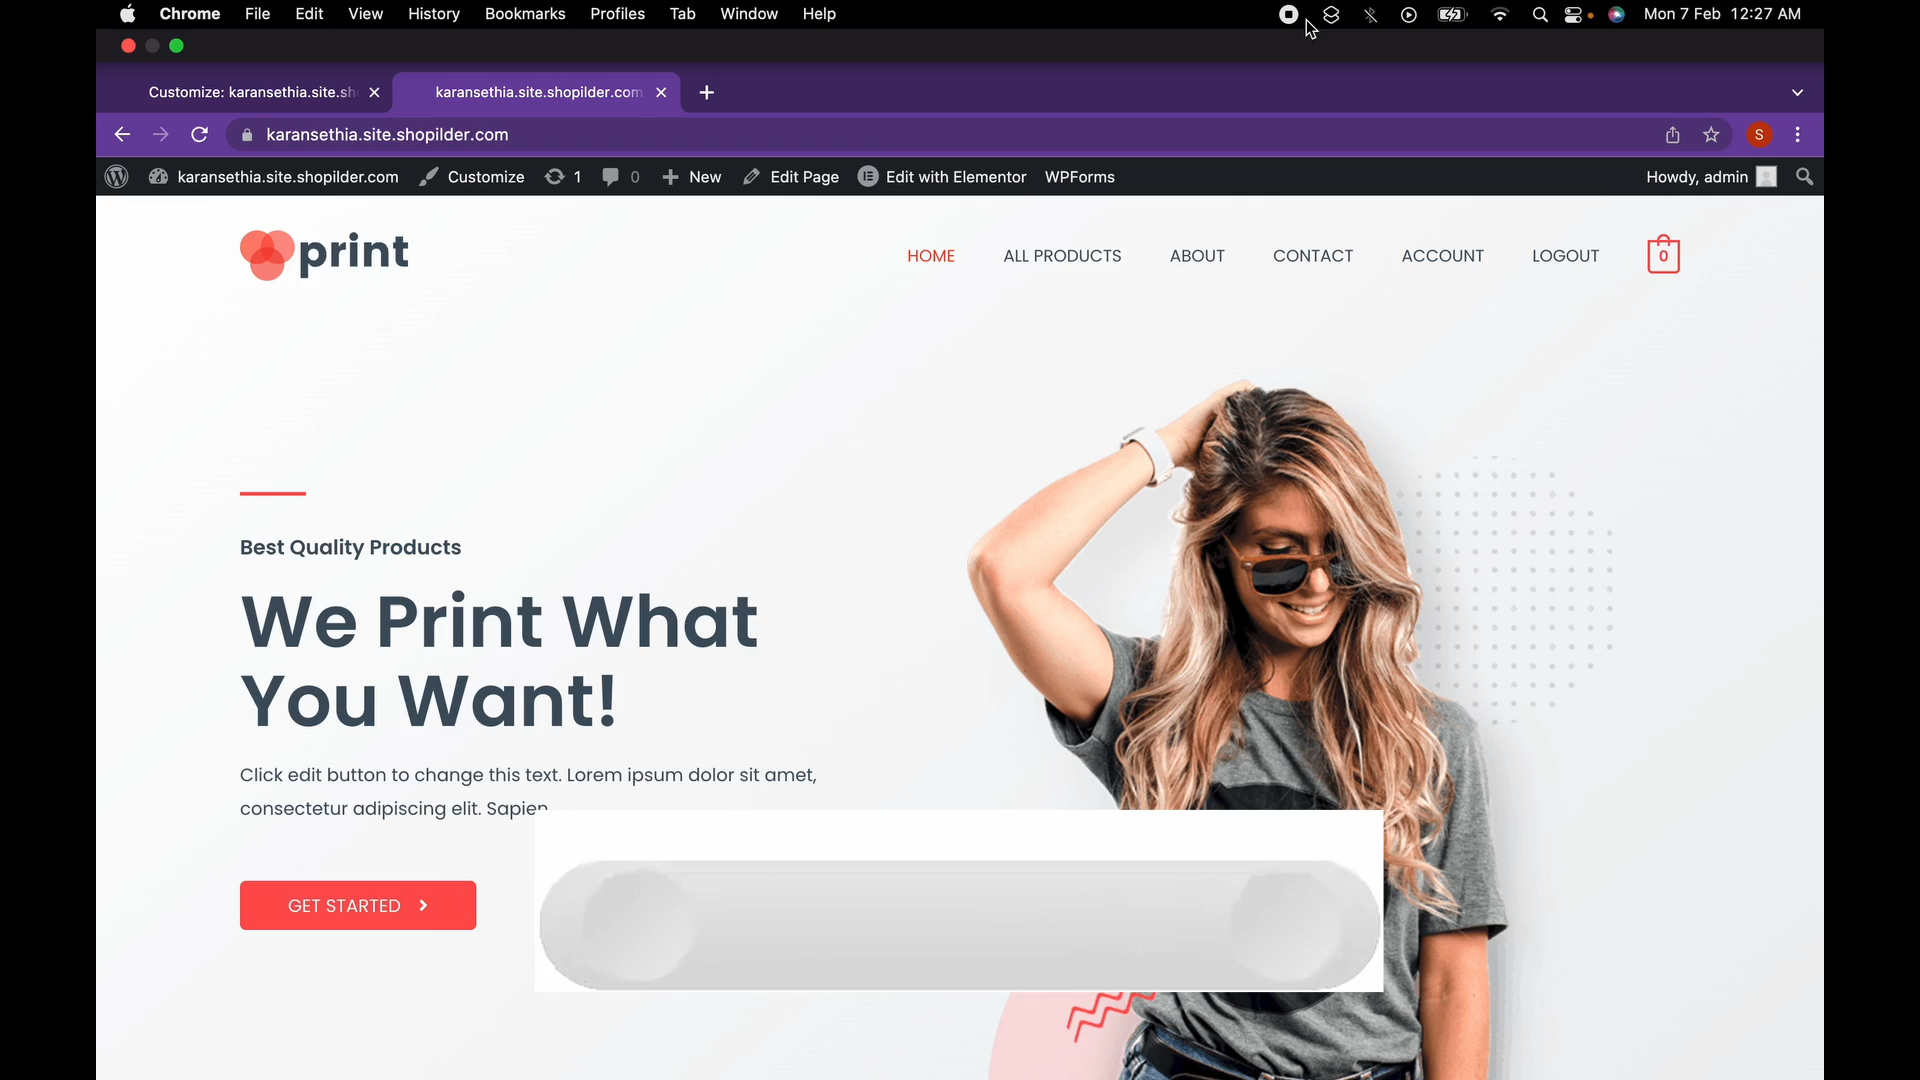 Chrome File Edit View History Bookmarks Profiles Tab Window Help Mon 7 Feb 12:27 AM
Customize: karansethia.site.sh karansethia.site.shopilder.com
karansethia.site.shopilder.com S
karansethia.site.shopilder.com Customize 1 0 New Edit Page Edit with Elementor WPForms Howdy, admin
print HOME ALL PRODUCTS ABOUT CONTACT ACCOUNT LOGOUT 0
Best Quality Products
We Print What
You Want!
Click edit button to change this text. Lorem ipsum dolor sit amet,
consectetur adipiscing elit. Sapien
GET STARTED